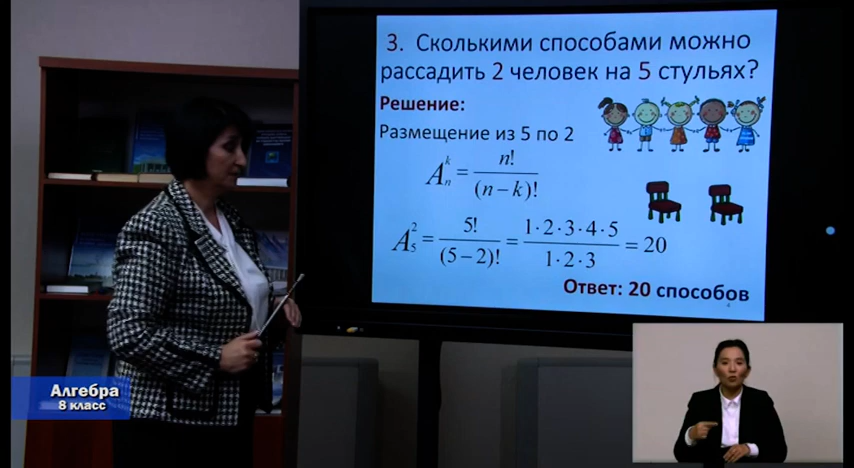 3. Сколькими способами можно
рассадить 2 человек на 5 стульях?
Решение:
Размещение из 5 по 2
A_n^k = n! / (n − k)!
A_5^2 = 5! / (5 − 2)! = 1·2·3·4·5 / 1·2·3 = 20
Ответ: 20 способов
Алгебра
8 класс